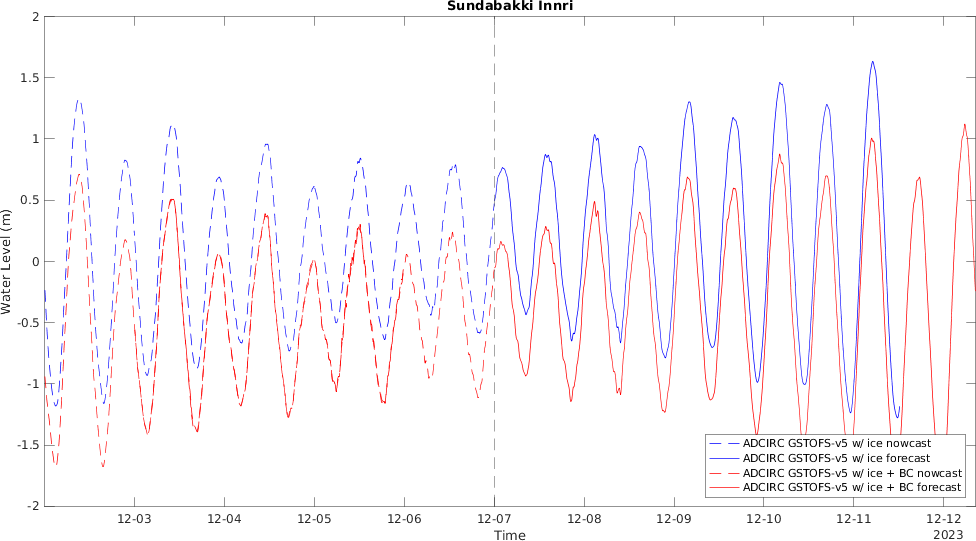 Sundabakki Innri
2
1.5
1
0.5
0
-0.5
-1
-1.5
-2
Water Level (m)
12-03 12-04 12-05 12-06 12-07 12-08 12-09 12-10 12-11 12-12
Time
2023
ADCIRC GSTOFS-v5 w/ ice nowcast
ADCIRC GSTOFS-v5 w/ ice forecast
ADCIRC GSTOFS-v5 w/ ice + BC nowcast
ADCIRC GSTOFS-v5 w/ ice + BC forecast